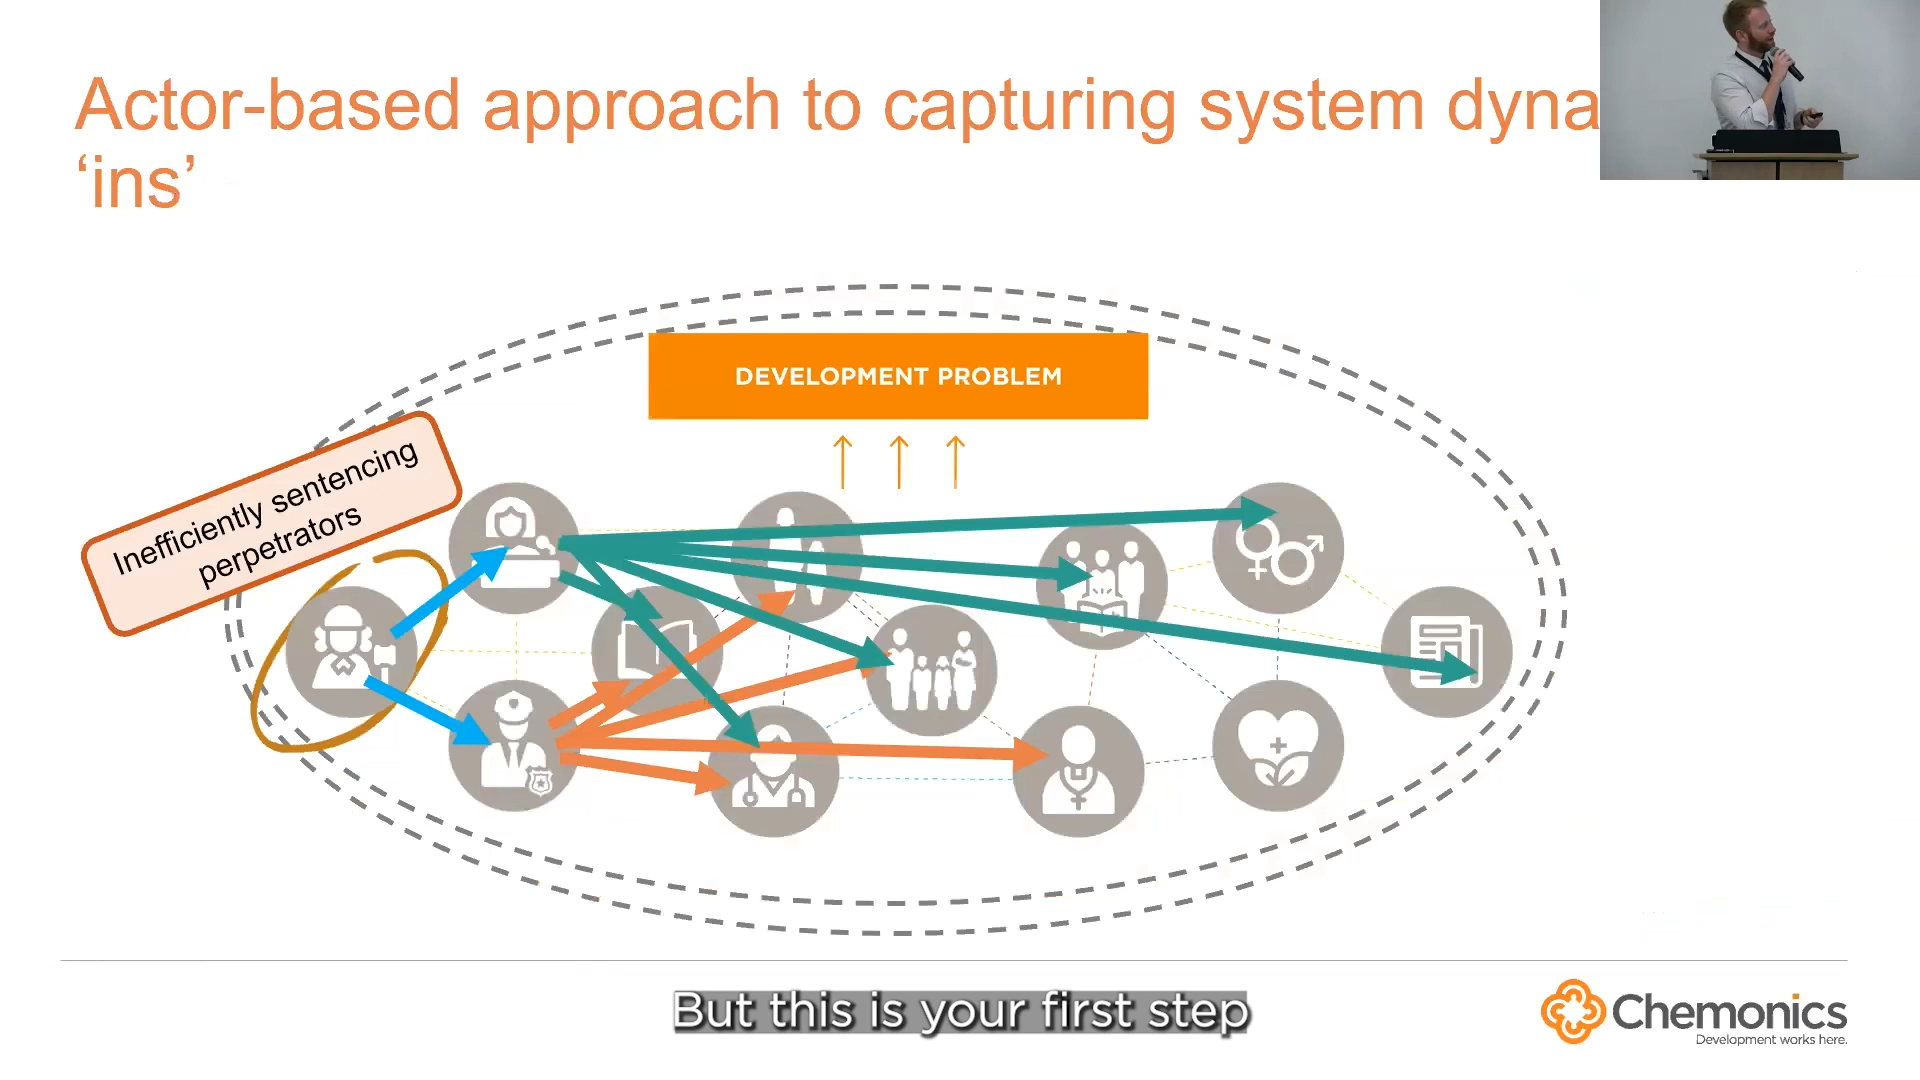 Actor-based approach to capturing system dyna
‘ins’
DEVELOPMENT PROBLEM
Inefficiently sentencing
perpetrators
But this is your first step
Chemonics
Development works here.